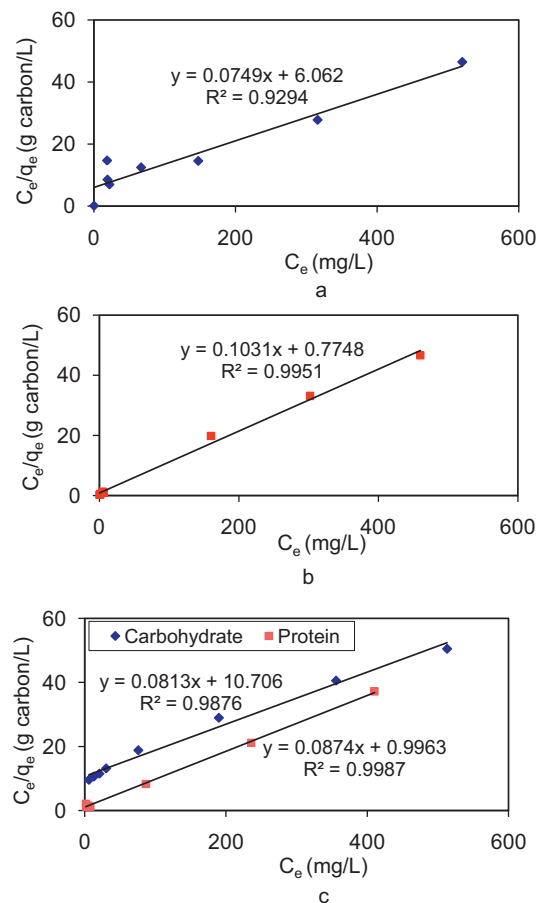 60
y = 0.0749x + 6.062
R² = 0.9294
40
20
0
Cₑ/qₑ (g carbon/L)
0 200 400 600
Cₑ (mg/L)
a
60
y = 0.1031x + 0.7748
R² = 0.9951
40
20
0
Cₑ/qₑ (g carbon/L)
0 200 400 600
Cₑ (mg/L)
b
60
Carbohydrate Protein
y = 0.0813x + 10.706
R² = 0.9876
40
y = 0.0874x + 0.9963
R² = 0.9987
20
0
Cₑ/qₑ (g carbon/L)
0 200 400 600
Cₑ (mg/L)
c